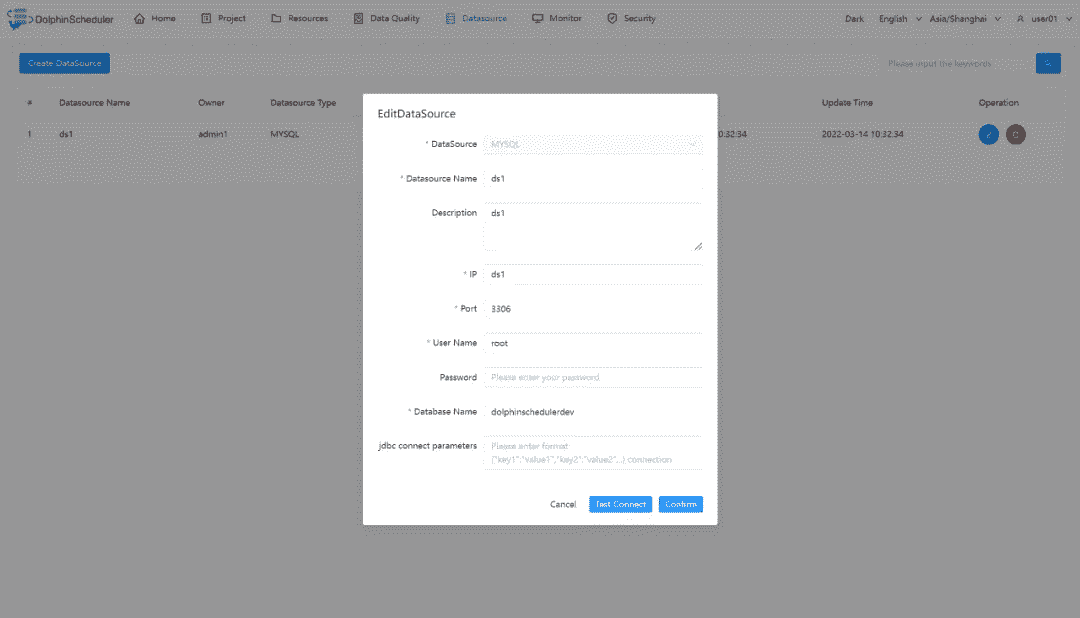 DolphinScheduler Home Project Resources Data Quality Datasource Monitor Security Dark English Asia/Shanghai user01
Create DataSource Please input the keywords
# Datasource Name Owner Datasource Type Update Time Operation
1 ds1 admin1 MYSQL 0:32:34 2022-03-14 10:32:34
EditDataSource
* DataSource MYSQL
* Datasource Name ds1
Description ds1
* IP ds1
* Port 3306
* User Name root
Password Please enter your password
* Database Name dolphinschedulerdev
jdbc connect parameters Please enter format
{"key1":"value1","key2":"value2"...} connection
Cancel Test Connect Confirm